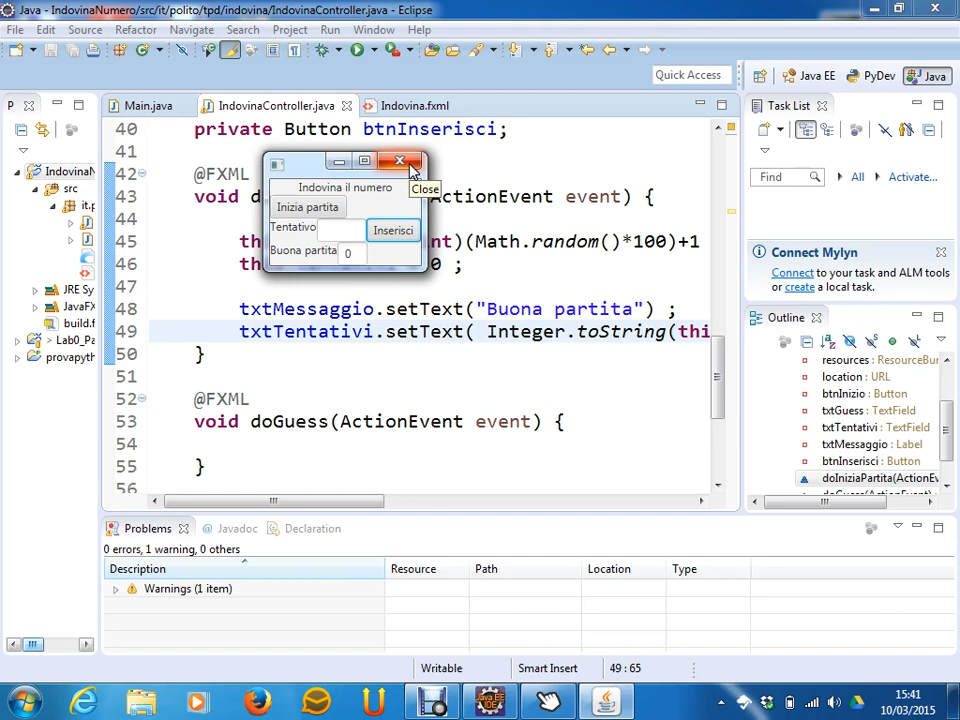 Java - IndovinaNumero/src/it/polito/tpd/indovina/IndovinaController.java - Eclipse
File Edit Source Refactor Navigate Search Project Run Window Help
Quick Access
Java EE PyDev Java
P
Main.java IndovinaController.java Indovina.fxml
Task List
IndovinaN
src
it.p
JRE Sy
JavaFX
build.f
> Lab0_Pa
provapyth
40 private Button btnInserisci;
41
42 @FXML
43 void d ActionEvent event) {
45 th t)(Math.random()*100)+1
46 th 0 ;
47
48 txtMessaggio.setText("Buona partita") ;
49 txtTentativi.setText( Integer.toString(thi
50 }
51
52 @FXML
53 void doGuess(ActionEvent event) {
54
55 }
56
Indovina il numero
Inizia partita
Tentativo Inserisci
Buona partita 0
Close
Find All Activate...
Connect Mylyn
Connect to your task and ALM tools
or create a local task.
Outline
resources : ResourceBur
location : URL
btnInizio : Button
txtGuess : TextField
txtTentativi : TextField
txtMessaggio : Label
btnInserisci : Button
doIniziaPartita(ActionEv
doGuess(ActionEvent)
Problems Javadoc Declaration
0 errors, 1 warning, 0 others
Description Resource Path Location Type
Warnings (1 item)
Writable Smart Insert 49 : 65
Java EE
IDE
15:41
10/03/2015